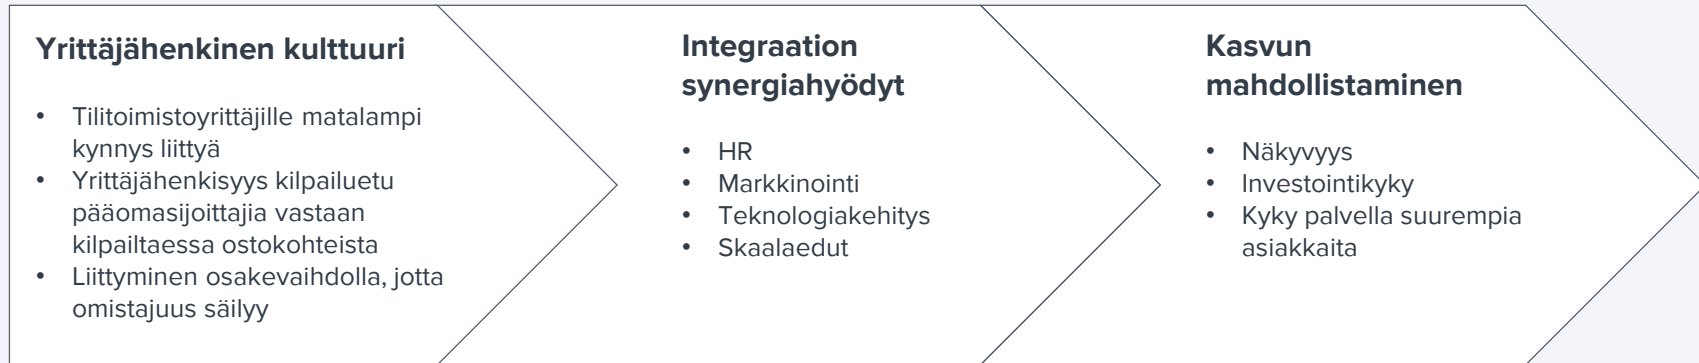 Yrittäjähenkinen kulttuuri
• Tilitoimistoyrittäjille matalampi
kynnys liittyä
• Yrittäjähenkisyys kilpailuetu
pääomasijoittajia vastaan
kilpailtaessa ostokohteista
• Liittyminen osakevaihdolla, jotta
omistajuus säilyy
Integraation
synergiahyödyt
• HR
• Markkinointi
• Teknologiakehitys
• Skaalaedut
Kasvun
mahdollistaminen
• Näkyvyys
• Investointikyky
• Kyky palvella suurempia
asiakkaita